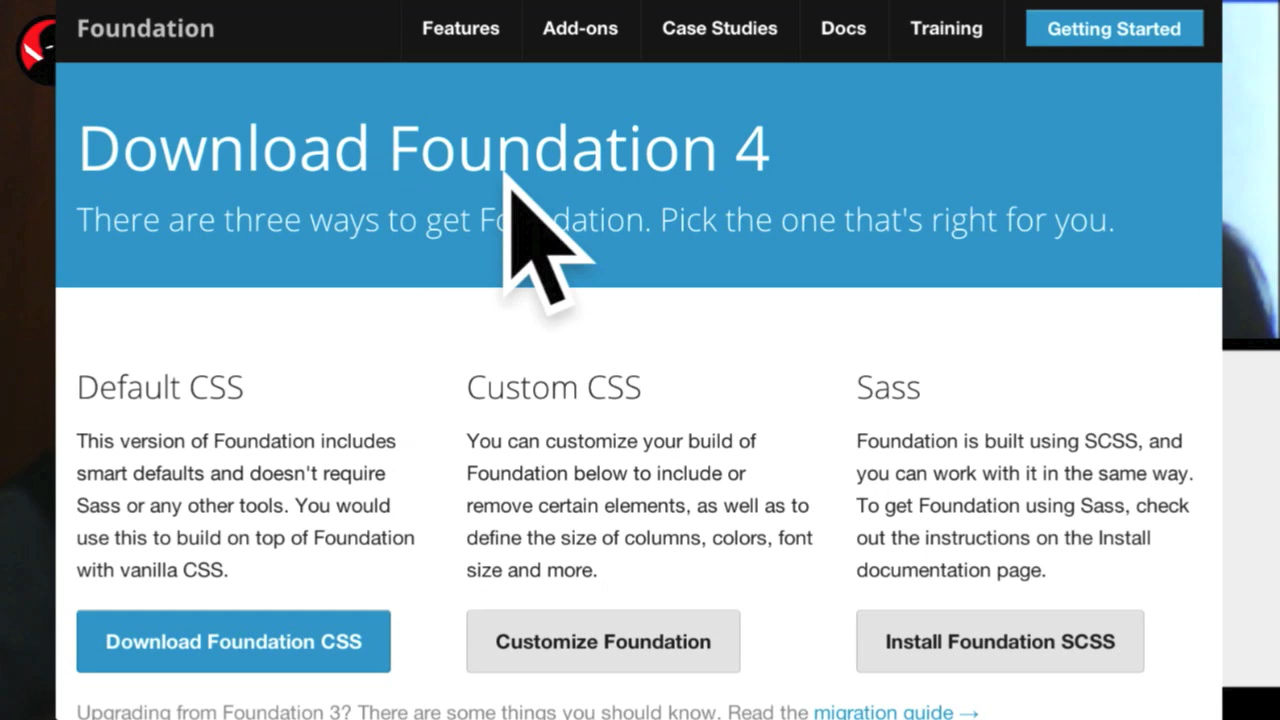 Foundation
Features
Add-ons
Case Studies
Docs
Training
Getting Started
Download Foundation 4
There are three ways to get Foundation. Pick the one that's right for you.
Default CSS
This version of Foundation includes
smart defaults and doesn't require
Sass or any other tools. You would
use this to build on top of Foundation
with vanilla CSS.
Download Foundation CSS
Custom CSS
You can customize your build of
Foundation below to include or
remove certain elements, as well as to
define the size of columns, colors, font
size and more.
Customize Foundation
Sass
Foundation is built using SCSS, and
you can work with it in the same way.
To get Foundation using Sass, check
out the instructions on the Install
documentation page.
Install Foundation SCSS
Upgrading from Foundation 3? There are some things you should know. Read the migration guide →